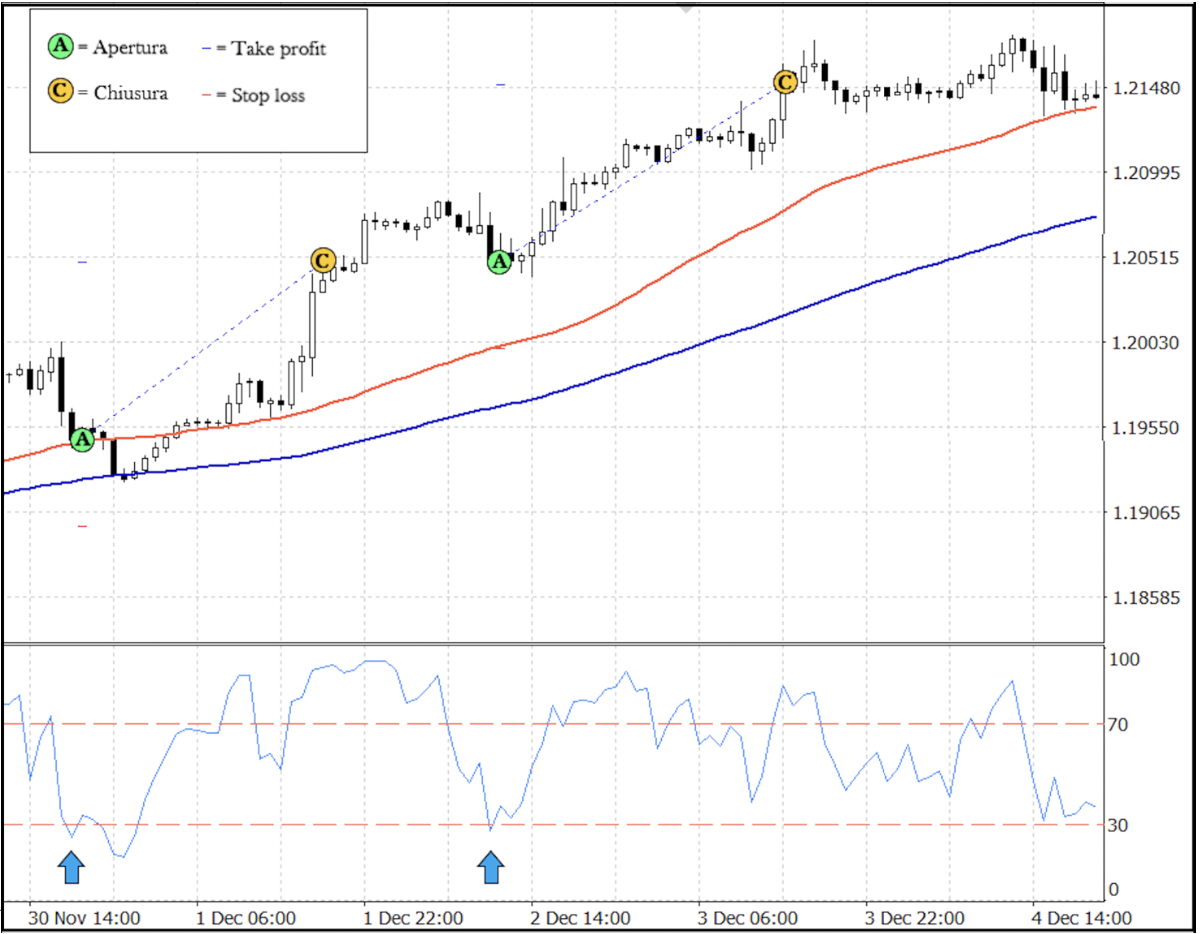 A = Apertura
– = Take profit
C = Chiusura
– = Stop loss
C
1.21480
1.20995
C
A
1.20515
1.20030
A
1.19550
1.19065
1.18585
100
70
30
0
30 Nov 14:00
1 Dec 06:00
1 Dec 22:00
2 Dec 14:00
3 Dec 06:00
3 Dec 22:00
4 Dec 14:00